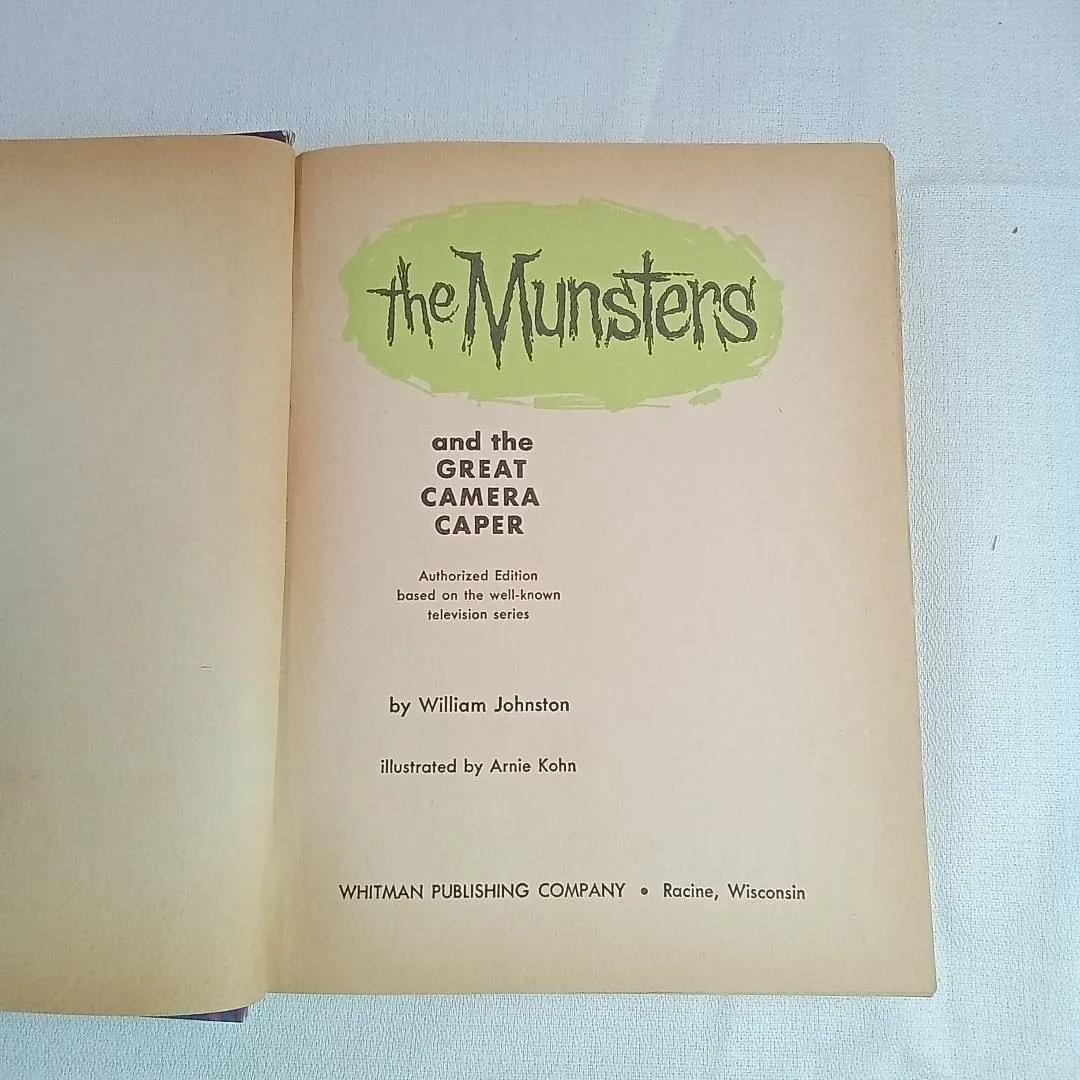 the Munsters
and the
GREAT
CAMERA
CAPER
Authorized Edition
based on the well-known
television series
by William Johnston
illustrated by Arnie Kohn
WHITMAN PUBLISHING COMPANY • Racine, Wisconsin